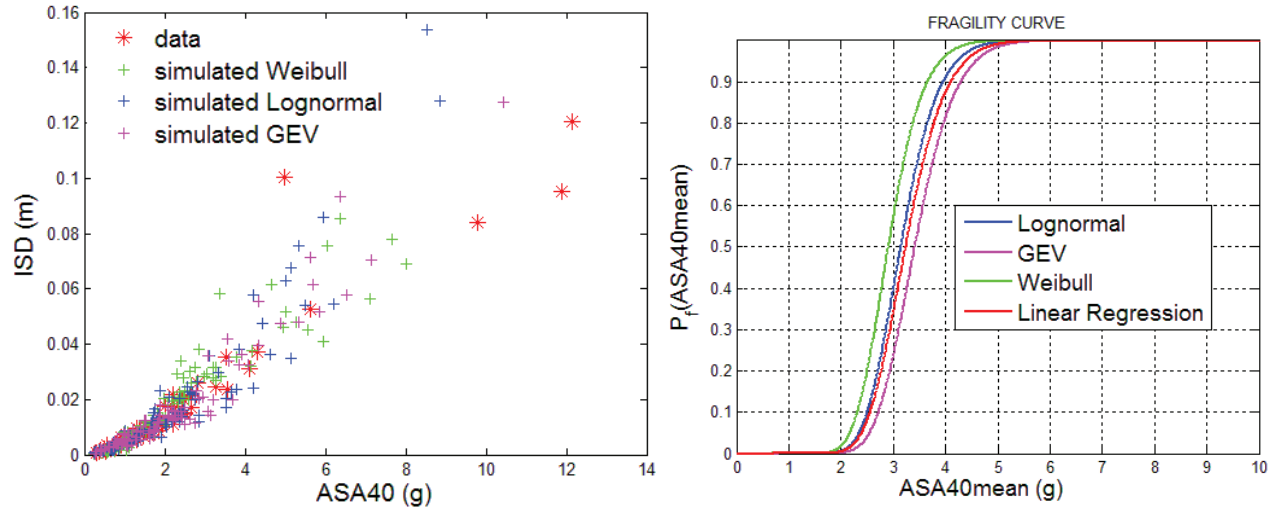 0.16
0.14
0.12
0.1
0.08
0.06
0.04
0.02
0
ISD (m)
data
simulated Weibull
simulated Lognormal
simulated GEV
0 2 4 6 8 10 12 14
ASA40 (g)
FRAGILITY CURVE
0.9
0.8
0.7
0.6
0.5
0.4
0.3
0.2
0.1
0
P_f(ASA40mean)
Lognormal
GEV
Weibull
Linear Regression
0 1 2 3 4 5 6 7 8 9 10
ASA40mean (g)